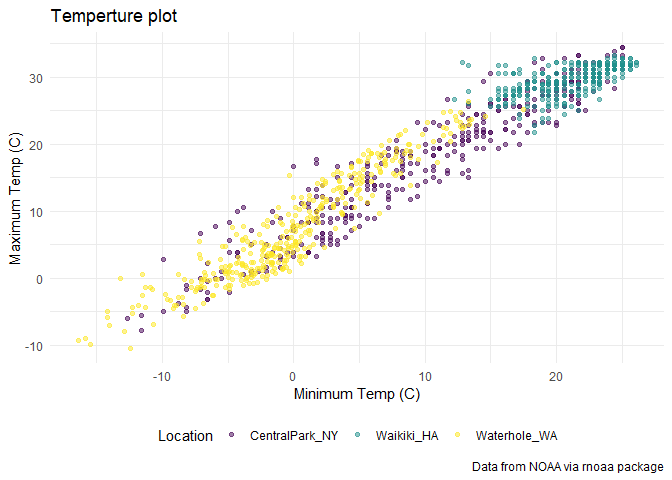 Temperture plot
Maximum Temp (C)
30
20
10
0
-10
-10 0 10 20
Minimum Temp (C)
Location CentralPark_NY Waikiki_HA Waterhole_WA
Data from NOAA via rnoaa package